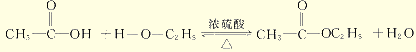 O O
CH₃—C—OH + H—O—C₂H₅ 浓硫酸 ⇌ △ CH₃—C—OC₂H₅ + H₂O